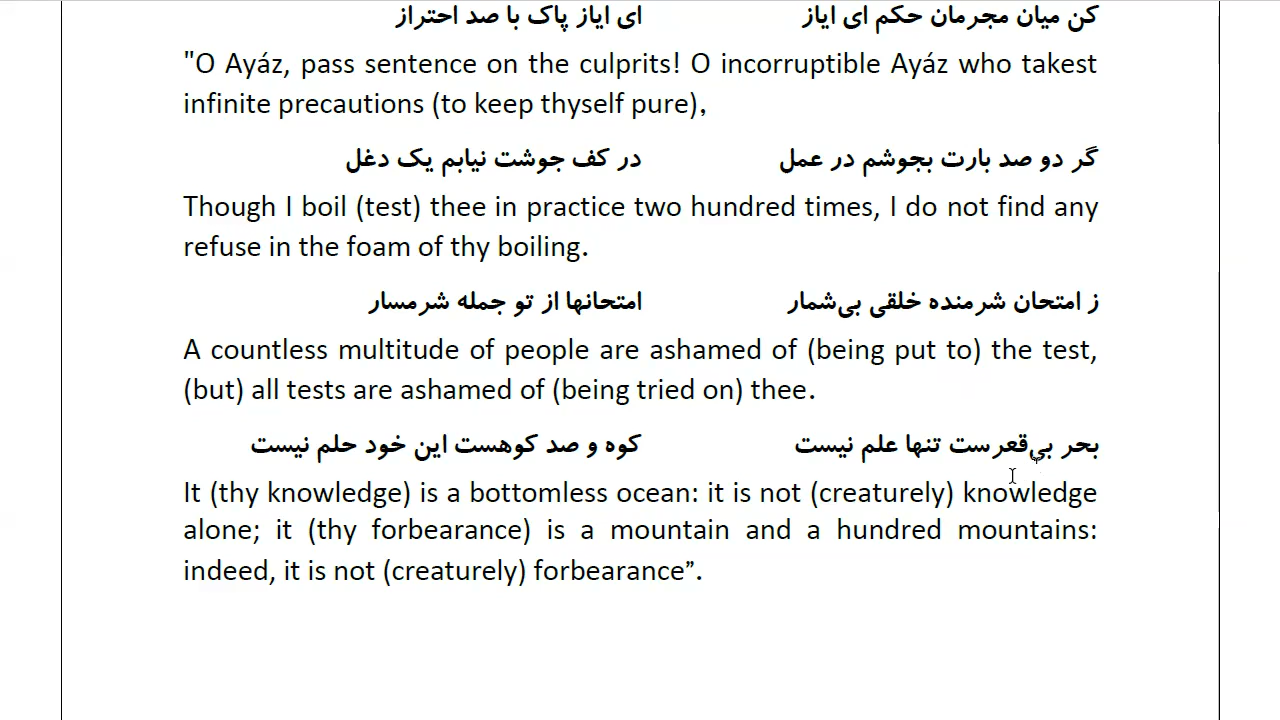 کن میان مجرمان حکم ای ایاز ای ایاز پاک با صد احتراز
"O Ayáz, pass sentence on the culprits! O incorruptible Ayáz who takest
infinite precautions (to keep thyself pure),
گر دو صد بارت بجوشم در عمل در کف جوشت نیابم یک دغل
Though I boil (test) thee in practice two hundred times, I do not find any
refuse in the foam of thy boiling.
ز امتحان شرمنده خلقی بی‌شمار امتحانها از تو جمله شرمسار
A countless multitude of people are ashamed of (being put to) the test,
(but) all tests are ashamed of (being tried on) thee.
بحر بی‌قعرست تنها علم نیست کوه و صد کوهست این خود حلم نیست
It (thy knowledge) is a bottomless ocean: it is not (creaturely) knowledge
alone; it (thy forbearance) is a mountain and a hundred mountains:
indeed, it is not (creaturely) forbearance”.